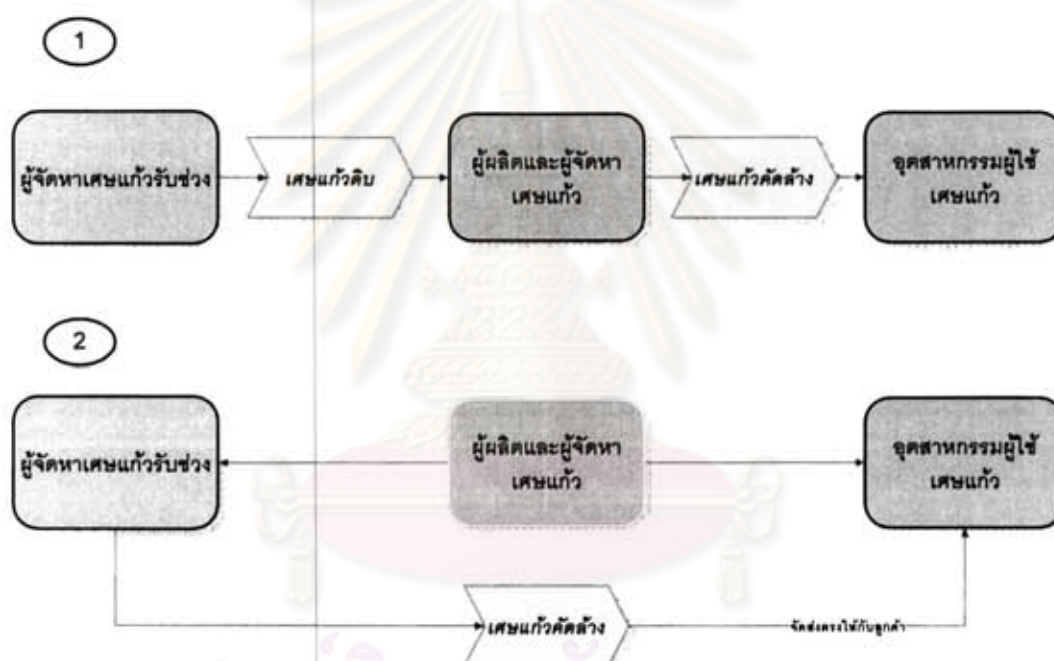 1
ผู้จัดหาเศษแก้วรับช่วง
เศษแก้วดิบ
ผู้ผลิตและผู้จัดหา
เศษแก้ว
เศษแก้วคัดล้าง
อุตสาหกรรมผู้ใช้
เศษแก้ว
2
ผู้จัดหาเศษแก้วรับช่วง
ผู้ผลิตและผู้จัดหา
เศษแก้ว
อุตสาหกรรมผู้ใช้
เศษแก้ว
เศษแก้วคัดล้าง
จัดส่งตรงให้กับลูกค้า